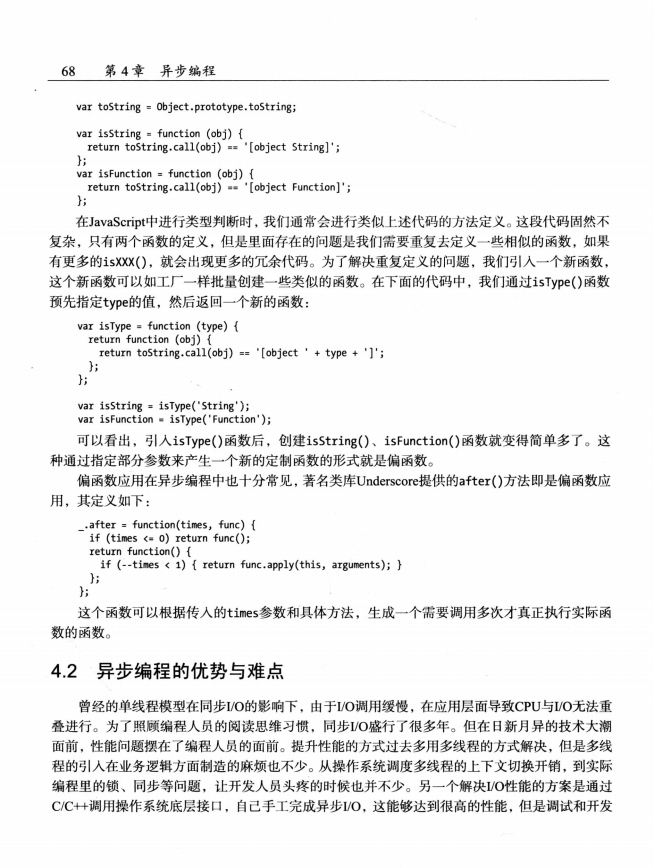 68 第 4 章 异步编程
var toString = Object.prototype.toString;
var isString = function (obj) {
return toString.call(obj) == '[object String]';
};
var isFunction = function (obj) {
return toString.call(obj) == '[object Function]';
};
在JavaScript中进行类型判断时，我们通常会进行类似上述代码的方法定义。这段代码固然不
复杂，只有两个函数的定义，但是里面存在的问题是我们需要重复去定义一些相似的函数，如果
有更多的isXXX()，就会出现更多的冗余代码。为了解决重复定义的问题，我们引入一个新函数，
这个新函数可以如工厂一样批量创建一些类似的函数。在下面的代码中，我们通过isType()函数
预先指定type的值，然后返回一个新的函数：
var isType = function (type) {
return function (obj) {
return toString.call(obj) == '[object ' + type + ']';
};
};
var isString = isType('String');
var isFunction = isType('Function');
可以看出，引入isType()函数后，创建isString()、isFunction()函数就变得简单多了。这
种通过指定部分参数来产生一个新的定制函数的形式就是偏函数。
偏函数应用在异步编程中也十分常见，著名类库Underscore提供的after()方法即是偏函数应
用，其定义如下：
_.after = function(times, func) {
if (times <= 0) return func();
return function() {
if (--times < 1) { return func.apply(this, arguments); }
};
};
这个函数可以根据传入的times参数和具体方法，生成一个需要调用多次才真正执行实际函
数的函数。
4.2 异步编程的优势与难点
曾经的单线程模型在同步I/O的影响下，由于I/O调用缓慢，在应用层面导致CPU与I/O无法重
叠进行。为了照顾编程人员的阅读思维习惯，同步I/O盛行了很多年。但在日新月异的技术大潮
面前，性能问题摆在了编程人员的面前。提升性能的方式过去多用多线程的方式解决，但是多线
程的引入在业务逻辑方面制造的麻烦也不少。从操作系统调度多线程的上下文切换开销，到实际
编程里的锁、同步等问题，让开发人员头疼的时候也并不少。另一个解决I/O性能的方案是通过
C/C++调用操作系统底层接口，自己手工完成异步I/O，这能够达到很高的性能，但是调试和开发